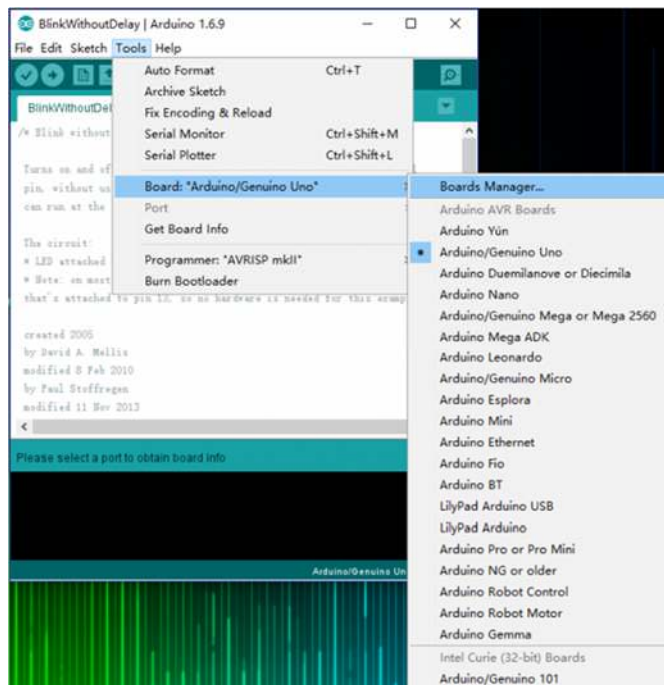 BlinkWithoutDelay | Arduino 1.6.9
File Edit Sketch Tools Help
BlinkWithoutDel
Auto Format Ctrl+T
Archive Sketch
Fix Encoding & Reload
Serial Monitor Ctrl+Shift+M
Serial Plotter Ctrl+Shift+L
Board: "Arduino/Genuino Uno"
Port
Get Board Info
Programmer: "AVRISP mkII"
Burn Bootloader
/* Blink without
Turns on and of
pin, without us
can run at the
The circuit:
* LED attached
* Note: on most
that's attached to pin 13, so no hardware is needed for this examp
created 2005
by David A. Mellis
modified 8 Feb 2010
by Paul Stoffregen
modified 11 Nov 2013
Please select a port to obtain board info
Arduino/Genuino Un
Boards Manager...
Arduino AVR Boards
Arduino Yún
Arduino/Genuino Uno
Arduino Duemilanove or Diecimila
Arduino Nano
Arduino/Genuino Mega or Mega 2560
Arduino Mega ADK
Arduino Leonardo
Arduino/Genuino Micro
Arduino Esplora
Arduino Mini
Arduino Ethernet
Arduino Fio
Arduino BT
LilyPad Arduino USB
LilyPad Arduino
Arduino Pro or Pro Mini
Arduino NG or older
Arduino Robot Control
Arduino Robot Motor
Arduino Gemma
Intel Curie (32-bit) Boards
Arduino/Genuino 101